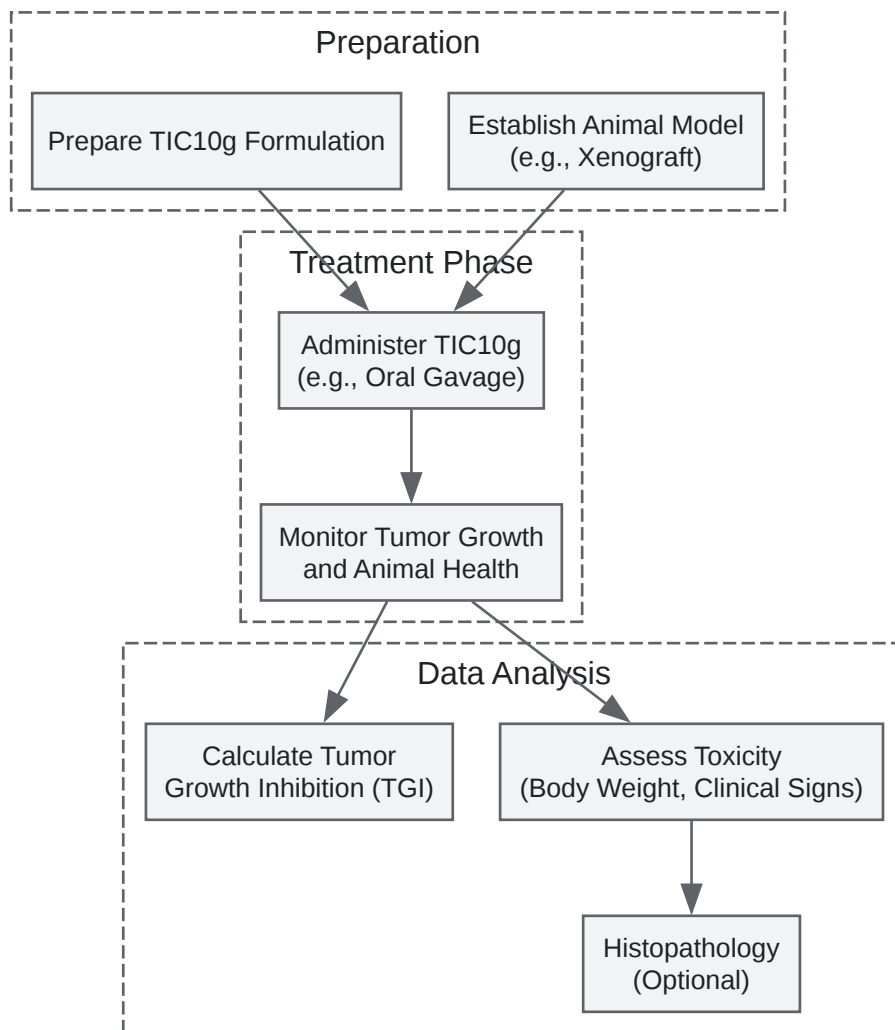 Preparation
Prepare TIC10g Formulation
Establish Animal Model
(e.g., Xenograft)
Treatment Phase
Administer TIC10g
(e.g., Oral Gavage)
Monitor Tumor Growth
and Animal Health
Data Analysis
Calculate Tumor
Growth Inhibition (TGI)
Assess Toxicity
(Body Weight, Clinical Signs)
Histopathology
(Optional)